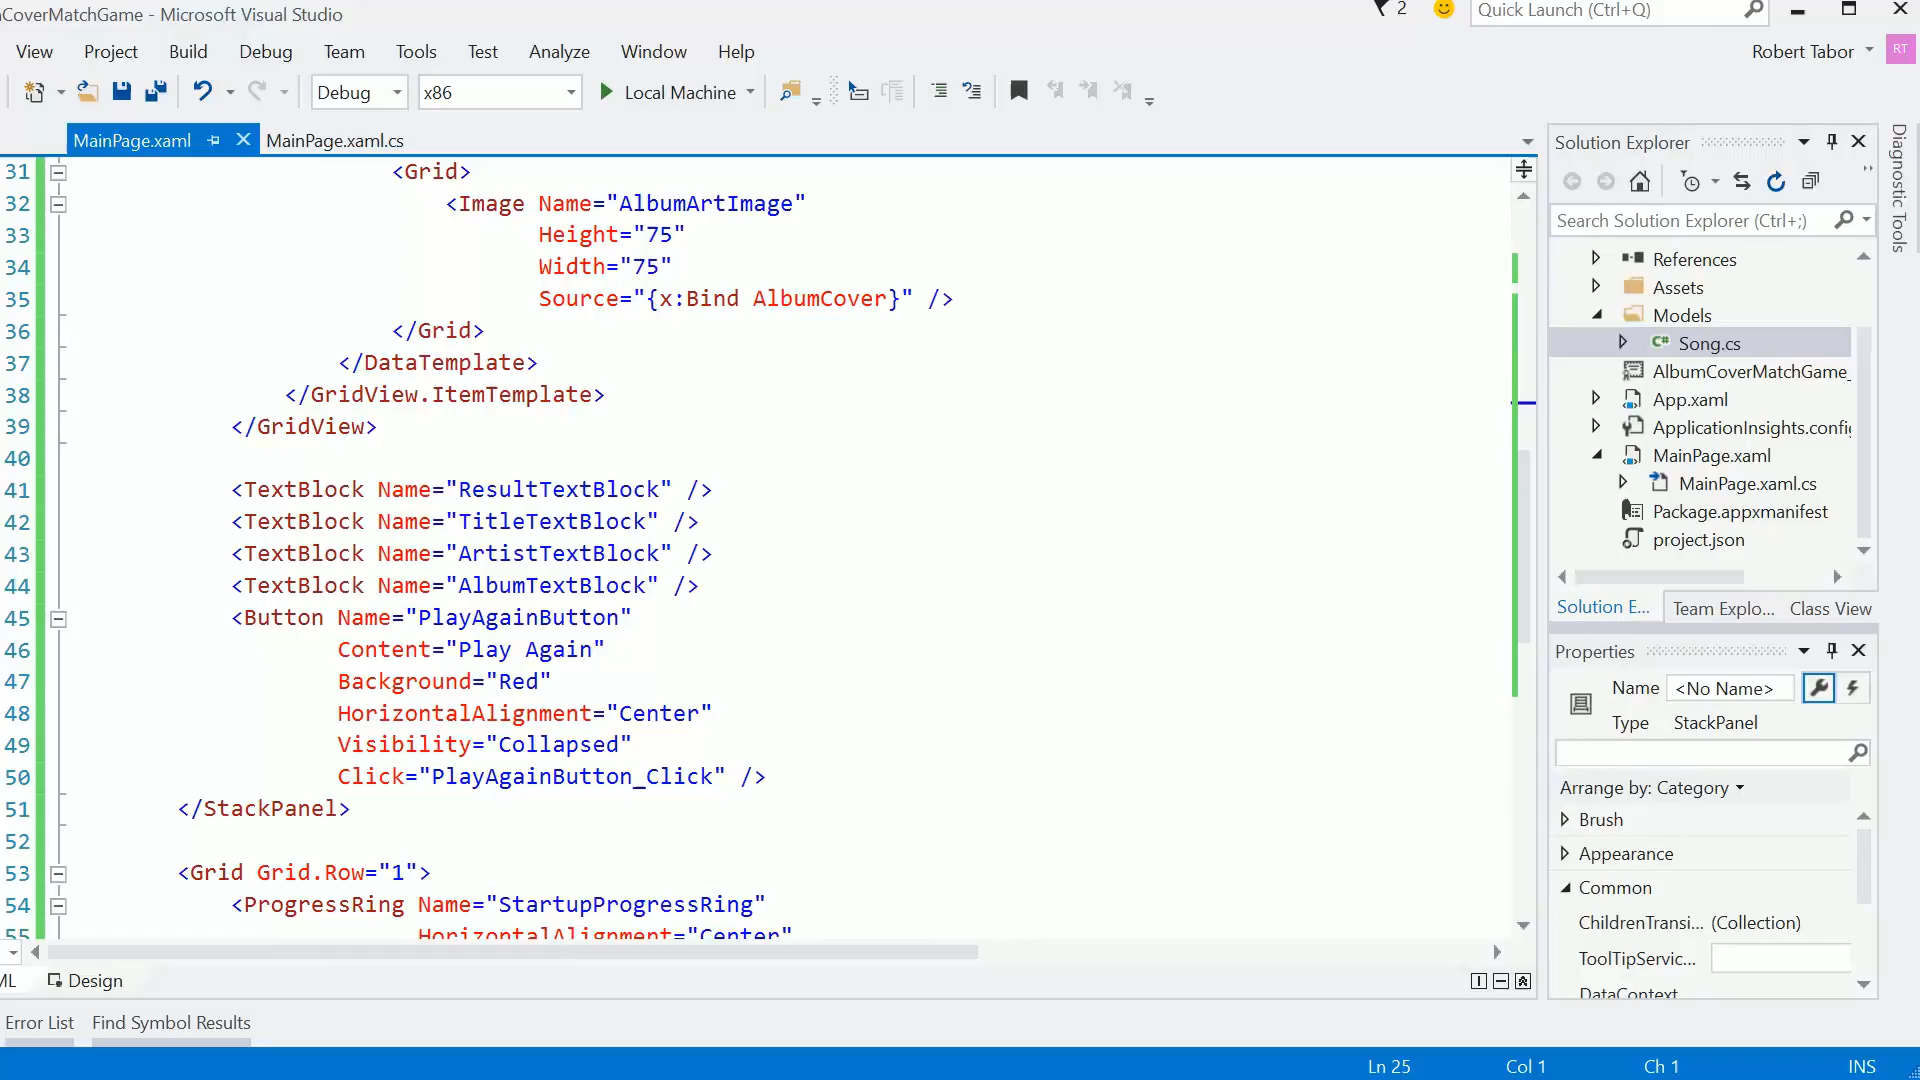 CoverMatchGame - Microsoft Visual Studio
2
Quick Launch (Ctrl+Q)
View Project Build Debug Team Tools Test Analyze Window Help
Robert Tabor
RT
Debug
x86
Local Machine
MainPage.xaml
MainPage.xaml.cs
31 <Grid>
32 <Image Name="AlbumArtImage"
33 Height="75"
34 Width="75"
35 Source="{x:Bind AlbumCover}" />
36 </Grid>
37 </DataTemplate>
38 </GridView.ItemTemplate>
39 </GridView>
40
41 <TextBlock Name="ResultTextBlock" />
42 <TextBlock Name="TitleTextBlock" />
43 <TextBlock Name="ArtistTextBlock" />
44 <TextBlock Name="AlbumTextBlock" />
45 <Button Name="PlayAgainButton"
46 Content="Play Again"
47 Background="Red"
48 HorizontalAlignment="Center"
49 Visibility="Collapsed"
50 Click="PlayAgainButton_Click" />
51 </StackPanel>
52
53 <Grid Grid.Row="1">
54 <ProgressRing Name="StartupProgressRing"
55 HorizontalAlignment="Center"
ML
Design
Solution Explorer
Search Solution Explorer (Ctrl+;)
References
Assets
Models
C# Song.cs
AlbumCoverMatchGame_
App.xaml
ApplicationInsights.config
MainPage.xaml
MainPage.xaml.cs
Package.appxmanifest
project.json
Solution E...
Team Explo...
Class View
Properties
Name <No Name>
Type StackPanel
Arrange by: Category
Brush
Appearance
Common
ChildrenTransi... (Collection)
ToolTipServic...
DataContext
Diagnostic Tools
Error List
Find Symbol Results
Ln 25
Col 1
Ch 1
INS